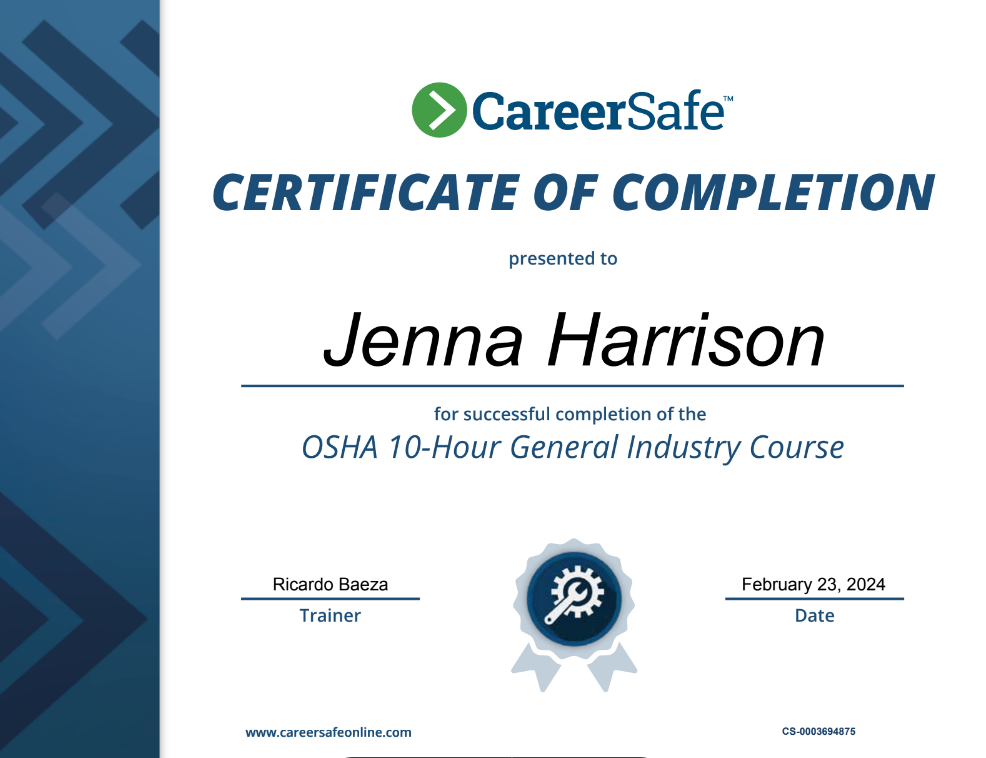 CareerSafe™
CERTIFICATE OF COMPLETION
presented to
Jenna Harrison
for successful completion of the
OSHA 10-Hour General Industry Course
Ricardo Baeza
Trainer
February 23, 2024
Date
www.careersafeonline.com
CS-0003694875